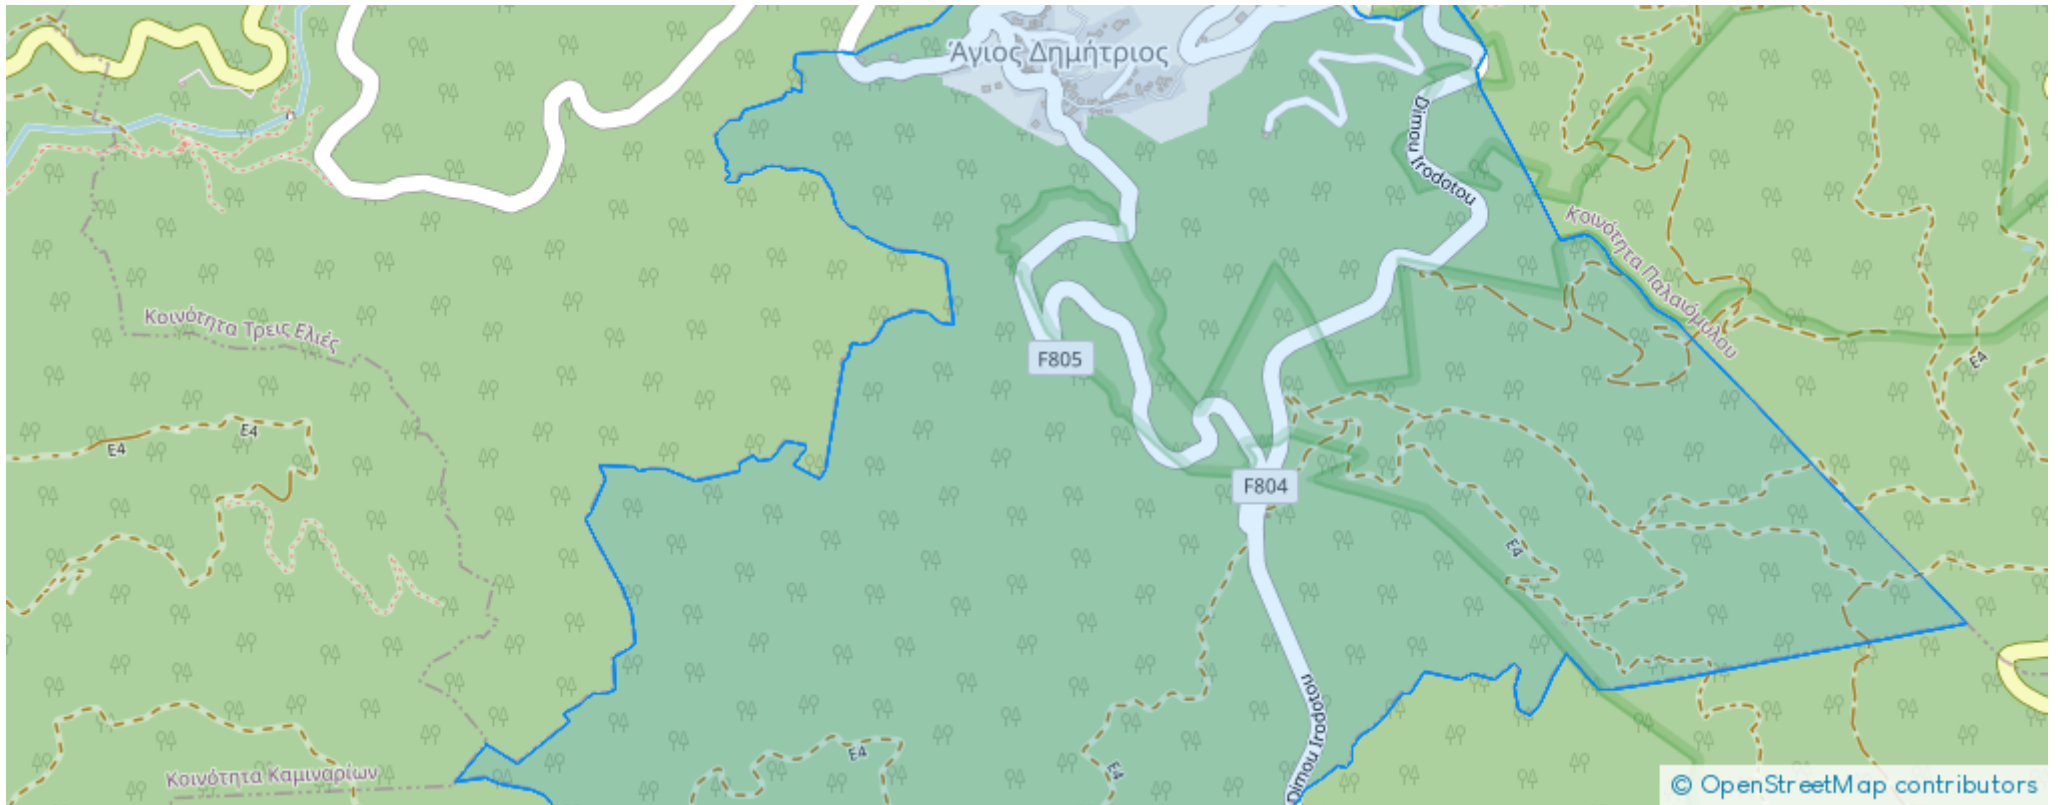 Άγιος Δημήτριος
Dimou Irodotou
Κοινότητα Παλαιόμυλου
Κοινότητα Τρεις Ελιές
F805
E4
E4
E4
F804
E4
Dimou Irodotou
E4
E4
Κοινότητα Καμιναρίων
© OpenStreetMap contributors